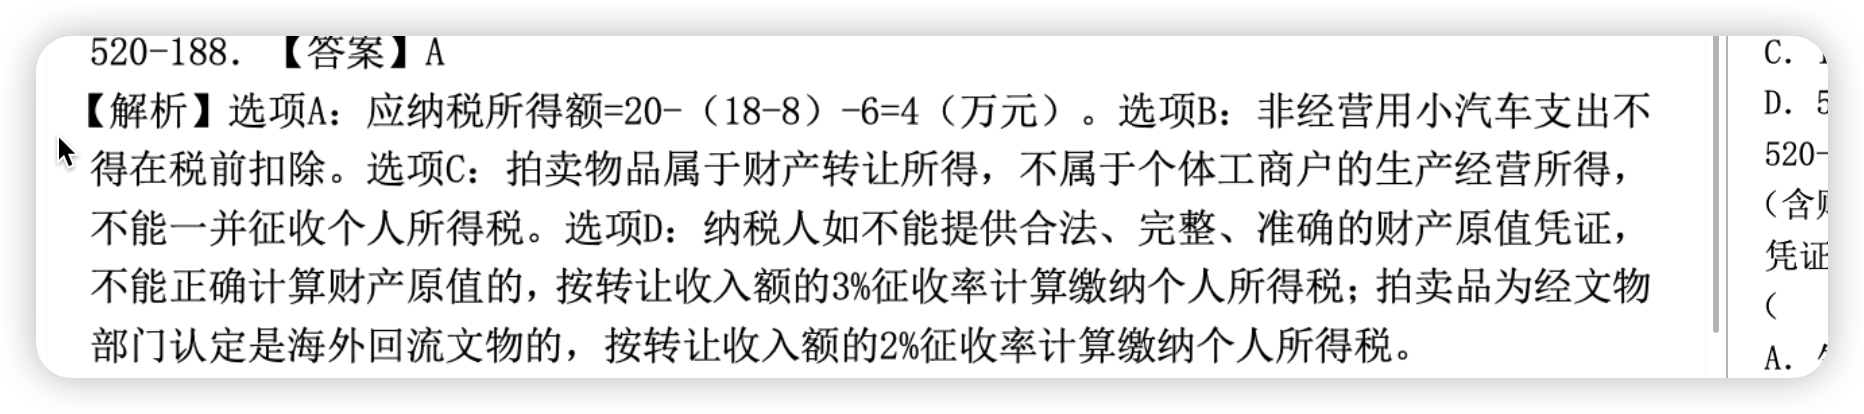 520-188. 【答案】A
【解析】选项A：应纳税所得额=20-（18-8）-6=4（万元）。选项B：非经营用小汽车支出不
得在税前扣除。选项C：拍卖物品属于财产转让所得，不属于个体工商户的生产经营所得，
不能一并征收个人所得税。选项D：纳税人如不能提供合法、完整、准确的财产原值凭证，
不能正确计算财产原值的，按转让收入额的3%征收率计算缴纳个人所得税；拍卖品为经文物
部门认定是海外回流文物的，按转让收入额的2%征收率计算缴纳个人所得税。
C.
D. 5
520-
（含
凭证
（
A.